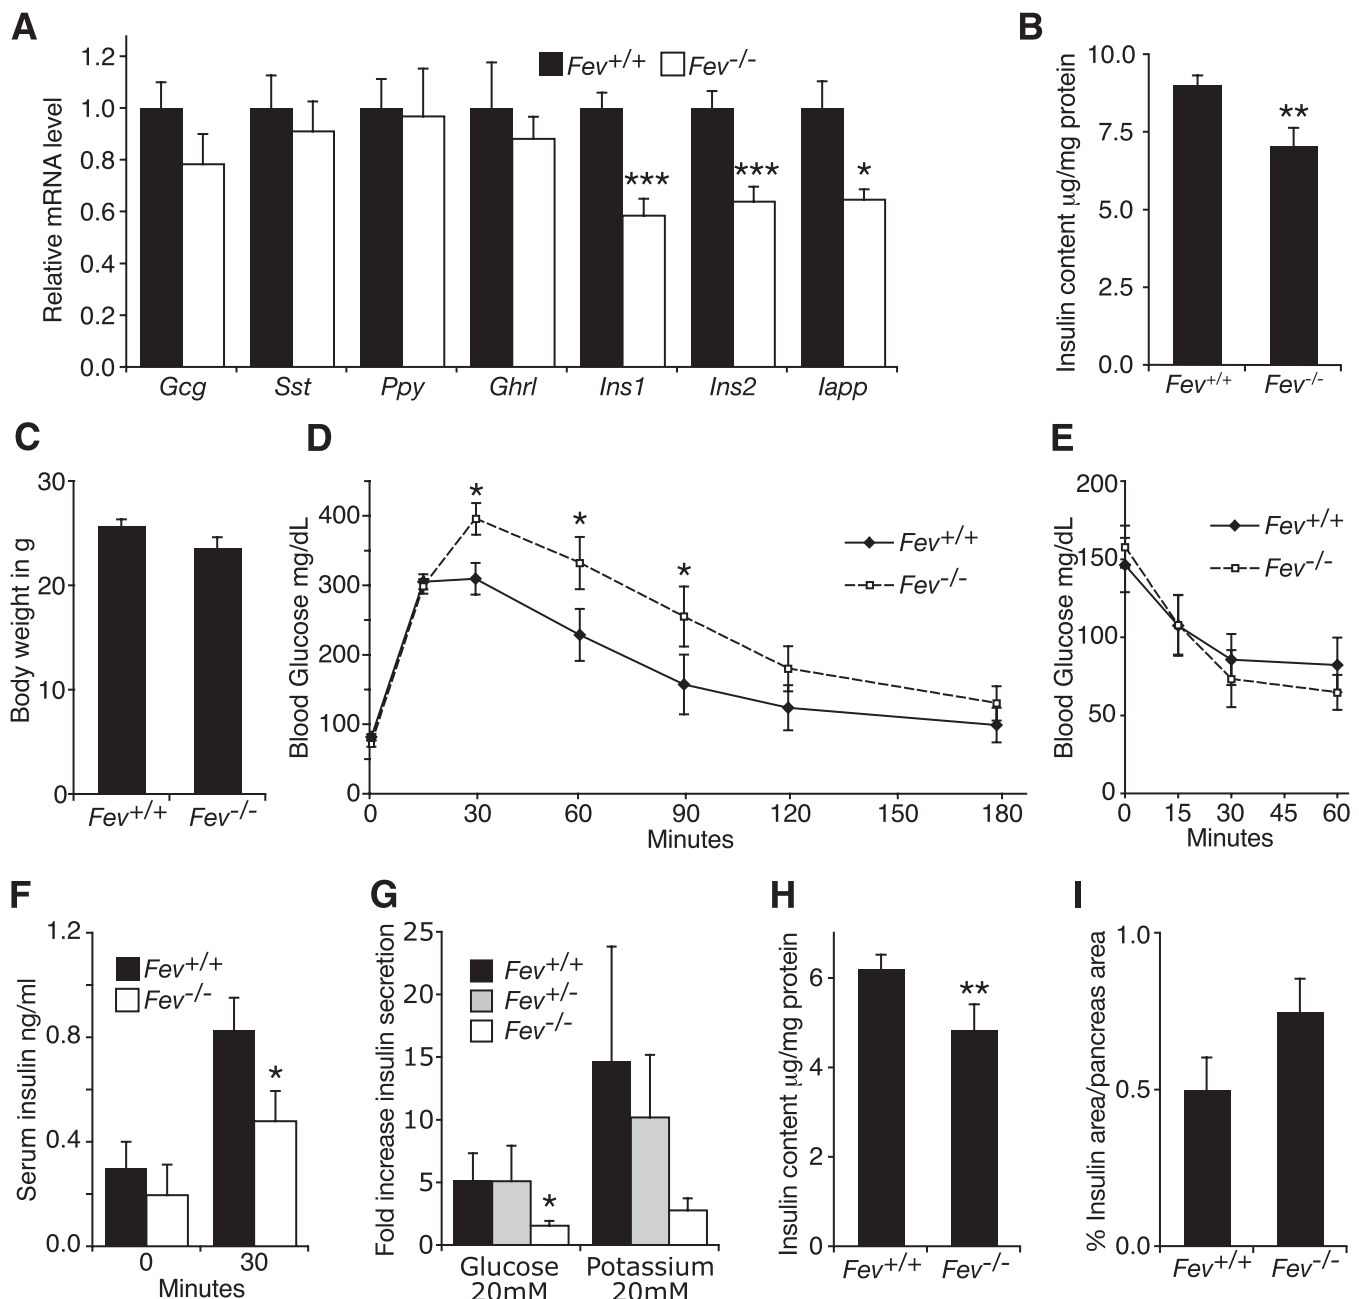 A
Relative mRNA level
1.2
1.0
0.8
0.6
0.4
0.2
0.0
Fev+/+ Fev-/-
***
***
*
Gcg Sst Ppy Ghrl Ins1 Ins2 Iapp
B
Insulin content µg/mg protein
10.0
7.5
5.0
2.5
0.0
**
Fev+/+ Fev-/-
C
Body weight in g
30
20
10
0
Fev+/+ Fev-/-
D
Blood Glucose mg/dL
400
300
200
100
0
*
*
*
Fev+/+
Fev-/-
0 30 60 90 120 150 180
Minutes
E
Blood Glucose mg/dL
200
150
100
50
0
Fev+/+
Fev-/-
0 15 30 45 60
Minutes
F
Serum insulin ng/ml
1.2
0.8
0.4
0.0
Fev+/+
Fev-/-
*
0 30
Minutes
G
Fold increase insulin secretion
25
20
15
10
5
0
Fev+/+
Fev+/-
Fev-/-
*
Glucose Potassium
20mM 20mM
H
Insulin content µg/mg protein
6
4
2
0
**
Fev+/+ Fev-/-
I
% Insulin area/pancreas area
1.0
0.5
0.0
Fev+/+ Fev-/-